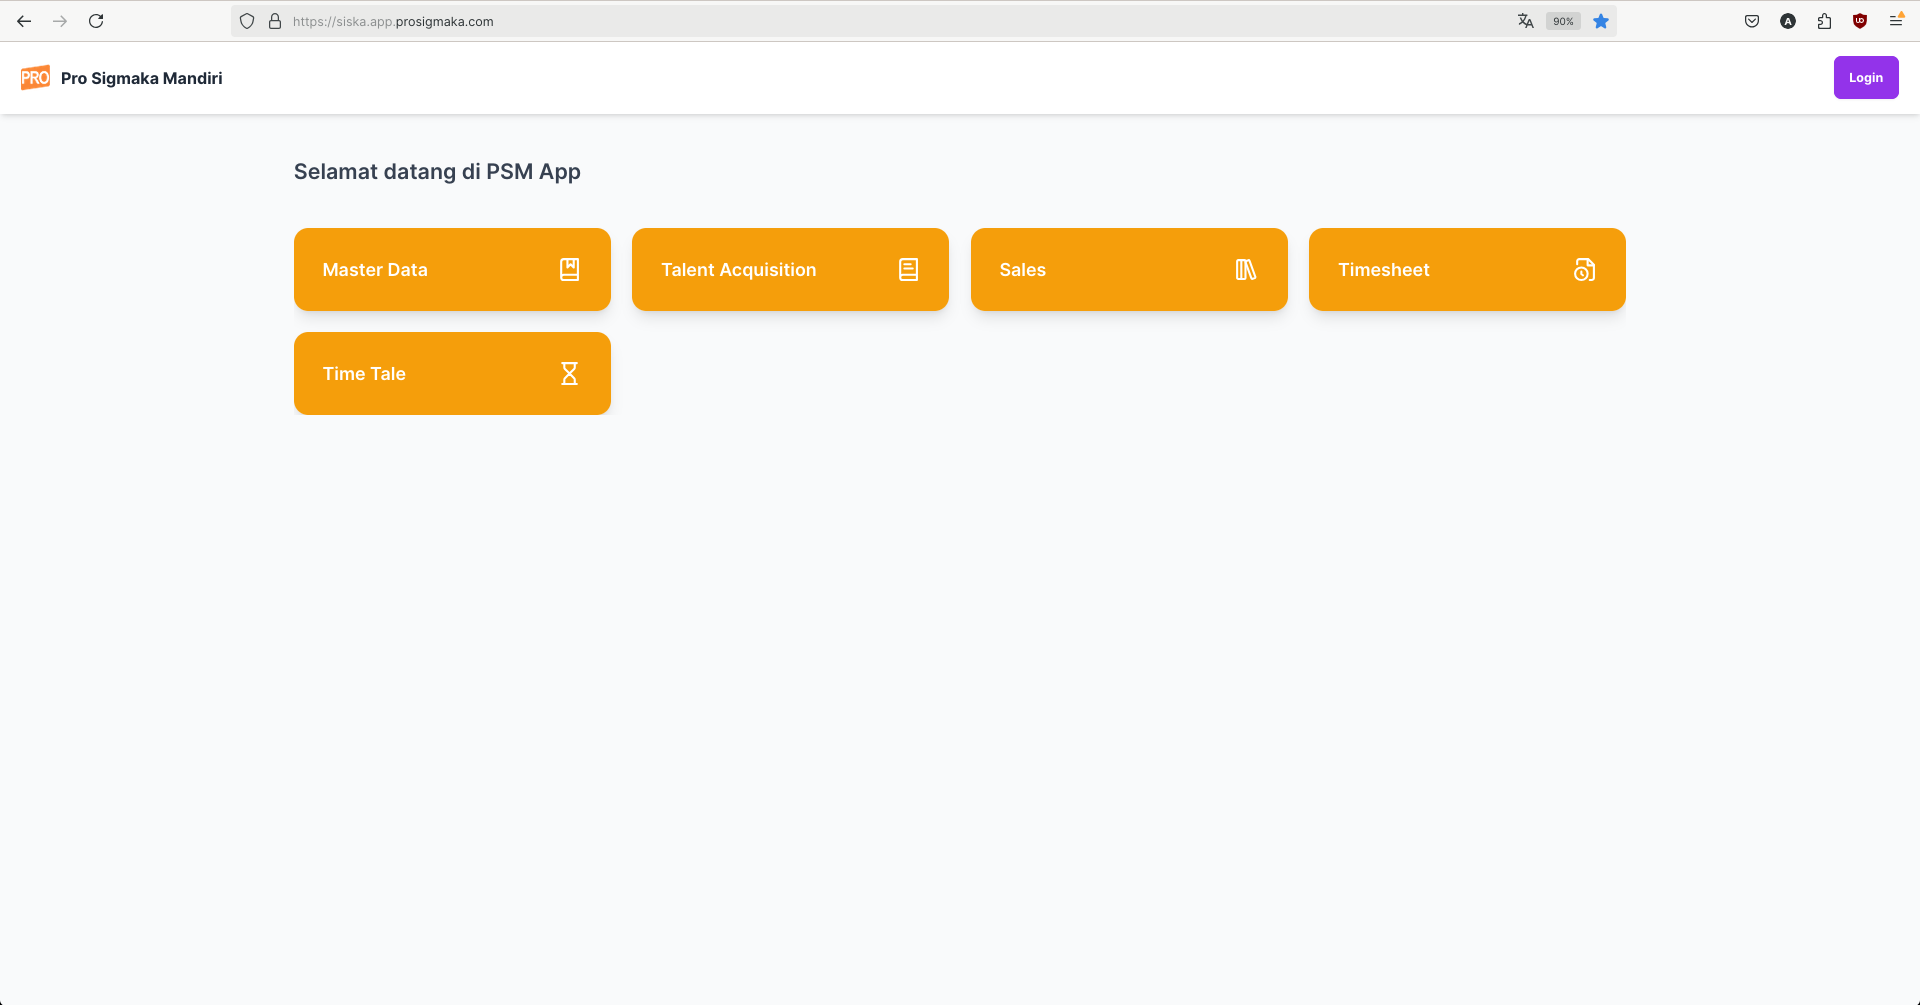 https://siska.app.prosigmaka.com
90%
A
PRO
Pro Sigmaka Mandiri
Login
Selamat datang di PSM App
Master Data
Talent Acquisition
Sales
Timesheet
Time Tale